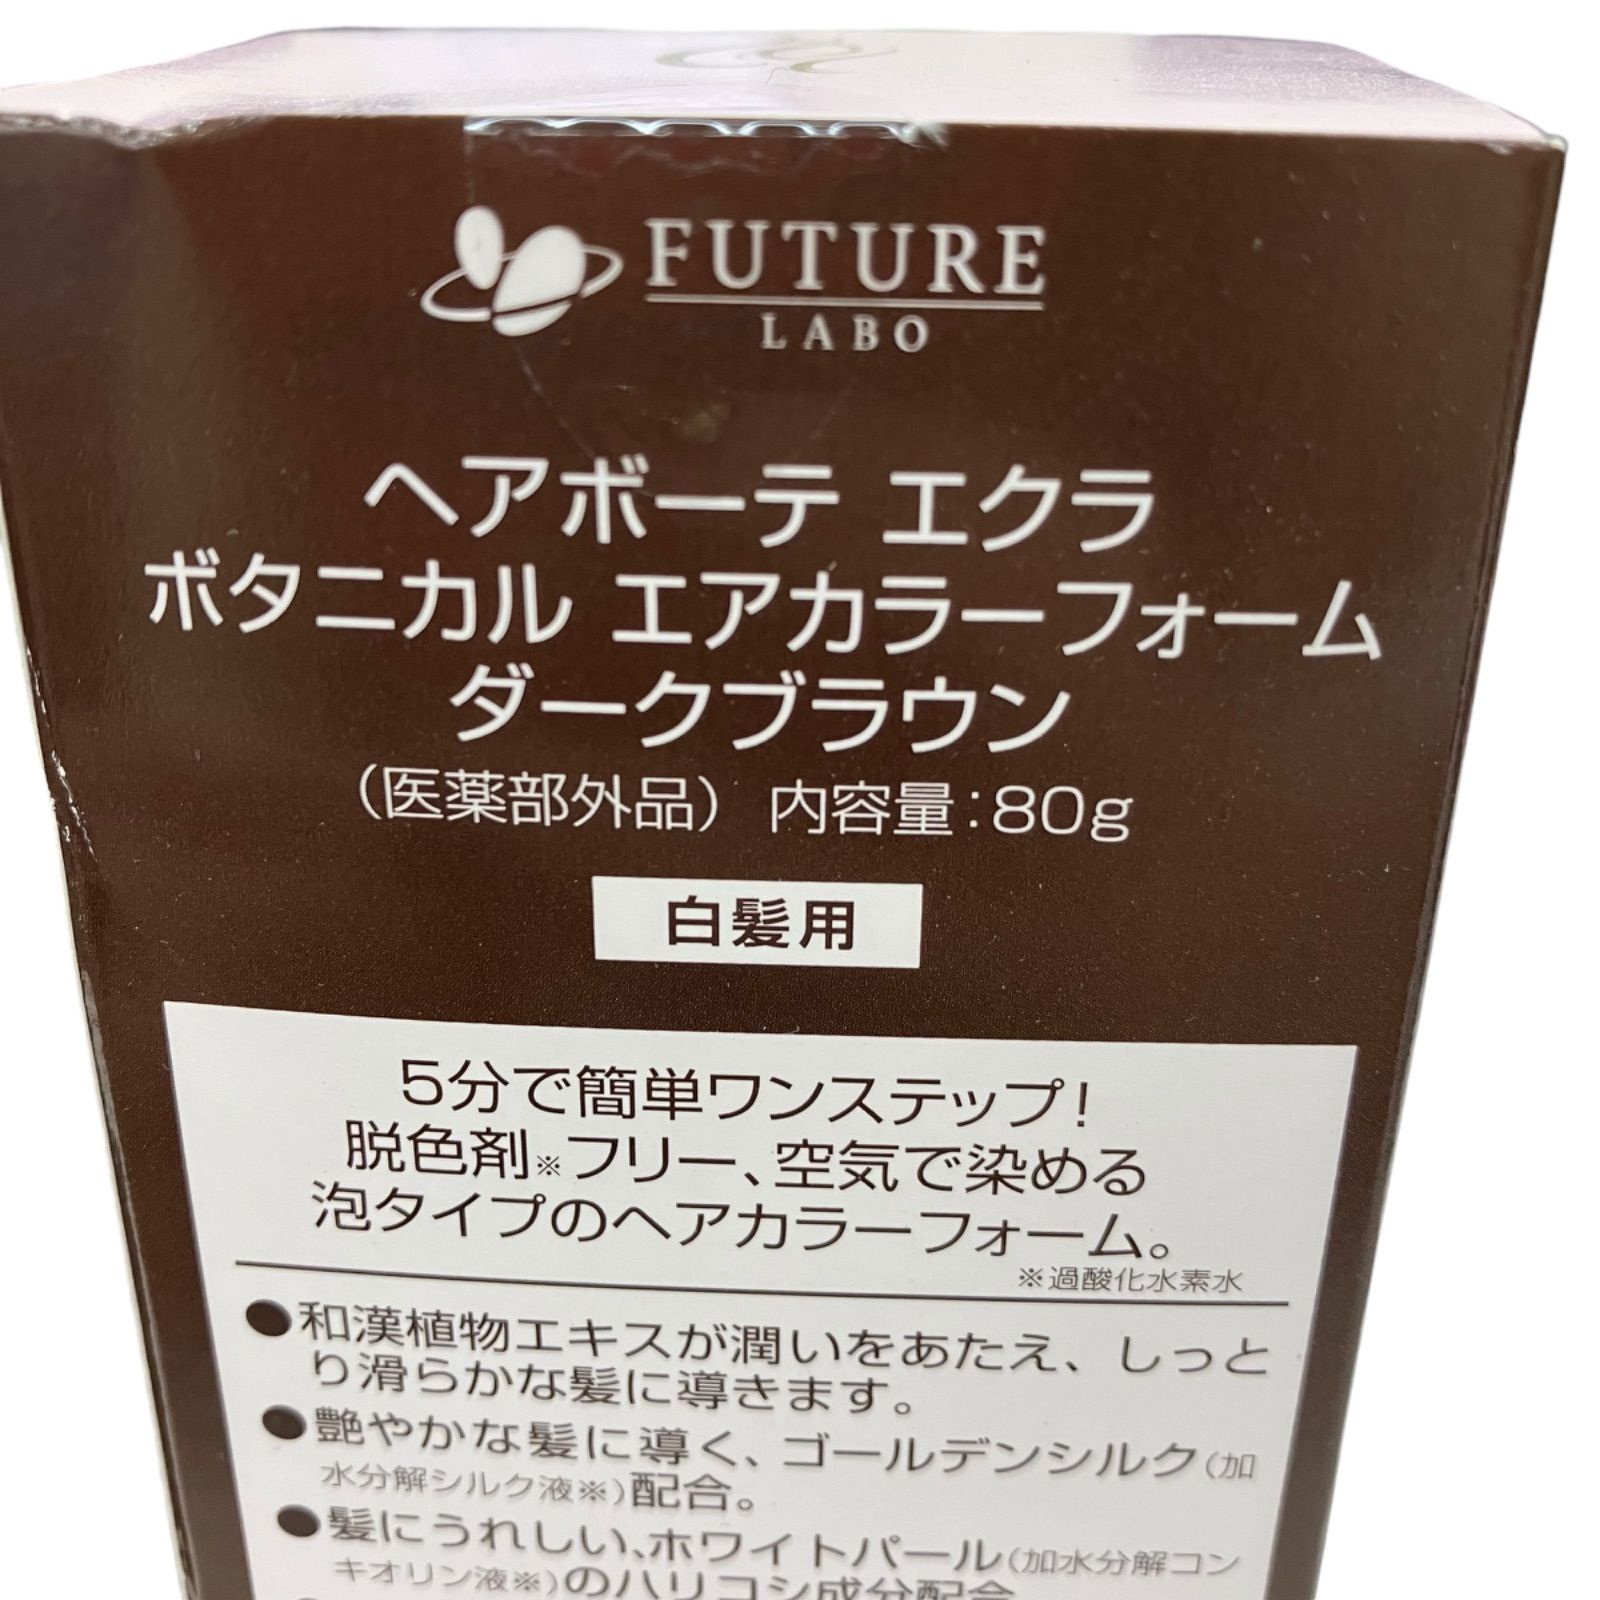 FUTURE
LABO
ヘアボーテ エクラ
ボタニカル エアカラーフォーム
ダークブラウン
（医薬部外品） 内容量：80g
白髪用
5分で簡単ワンステップ！
脱色剤※フリー、空気で染める
泡タイプのヘアカラーフォーム。
※過酸化水素水
●和漢植物エキスが潤いをあたえ、しっと
り滑らかな髪に導きます。
●艶やかな髪に導く、ゴールデンシルク（加
水分解シルク液※）配合。
●髪にうれしい、ホワイトパール（加水分解コン
キオリン液※）のハリコシ成分配合